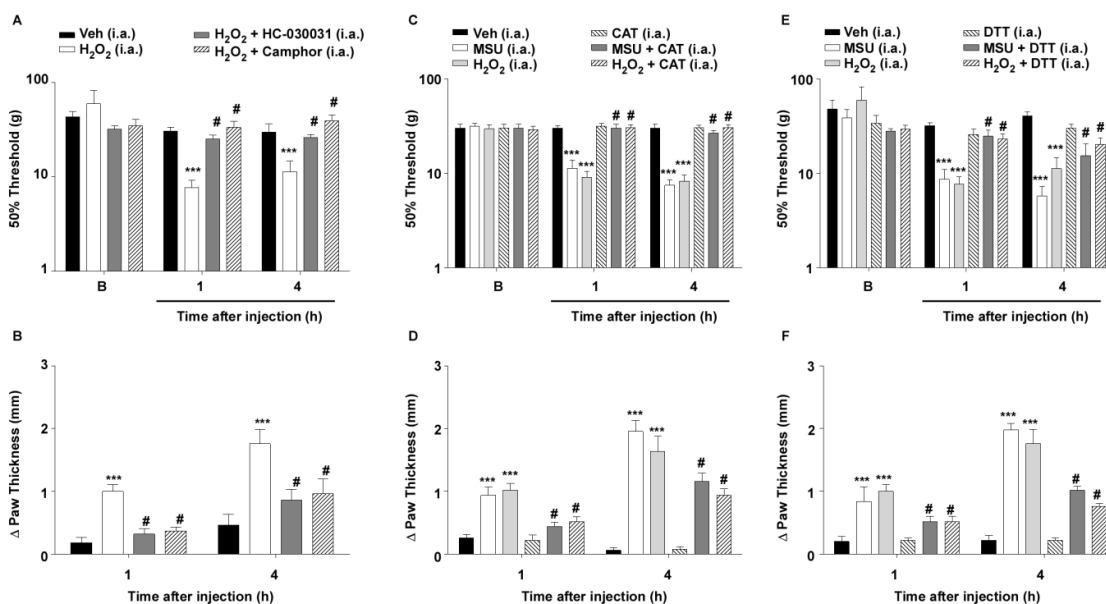 A
Veh (i.a.)
H₂O₂ (i.a.)
H₂O₂ + HC-030031 (i.a.)
H₂O₂ + Camphor (i.a.)
50% Threshold (g)
100
10
1
***
#
#
***
#
#
B
1
4
Time after injection (h)
C
Veh (i.a.)
MSU (i.a.)
H₂O₂ (i.a.)
CAT (i.a.)
MSU + CAT (i.a.)
H₂O₂ + CAT (i.a.)
50% Threshold (g)
100
10
1
***
***
# #
***
***
# #
B
1
4
Time after injection (h)
E
Veh (i.a.)
MSU (i.a.)
H₂O₂ (i.a.)
DTT (i.a.)
MSU + DTT (i.a.)
H₂O₂ + DTT (i.a.)
50% Threshold (g)
100
10
1
***
***
# #
***
***
#
#
B
1
4
Time after injection (h)
B
Δ Paw Thickness (mm)
3
2
1
0
***
#
#
***
#
#
1
4
Time after injection (h)
D
Δ Paw Thickness (mm)
3
2
1
0
***
***
#
#
***
***
#
#
1
4
Time after injection (h)
F
Δ Paw Thickness (mm)
3
2
1
0
***
***
# #
***
***
#
#
1
4
Time after injection (h)